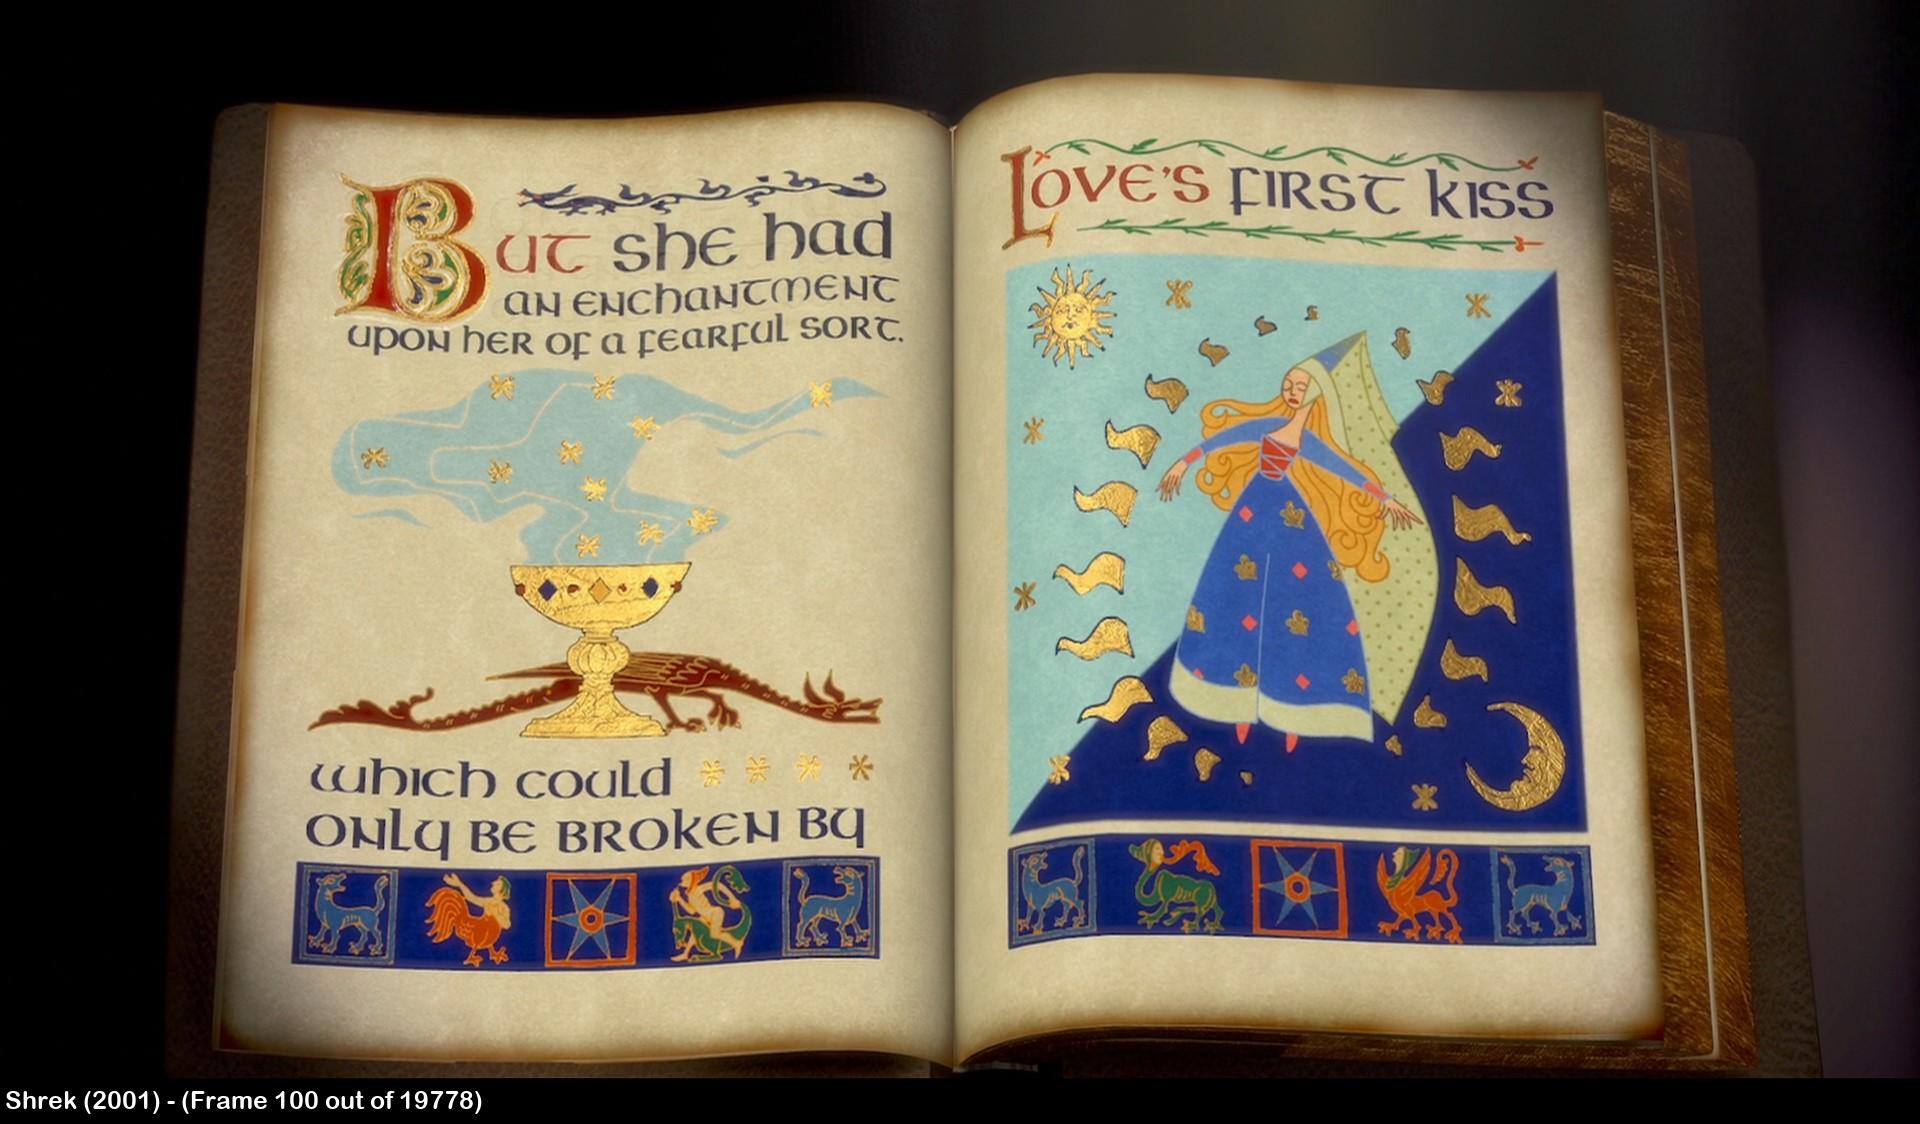 But she had
an enchantment
upon her of a fearful sort.
which could
only be broken by
Love's first kiss
Shrek (2001) - (Frame 100 out of 19778)